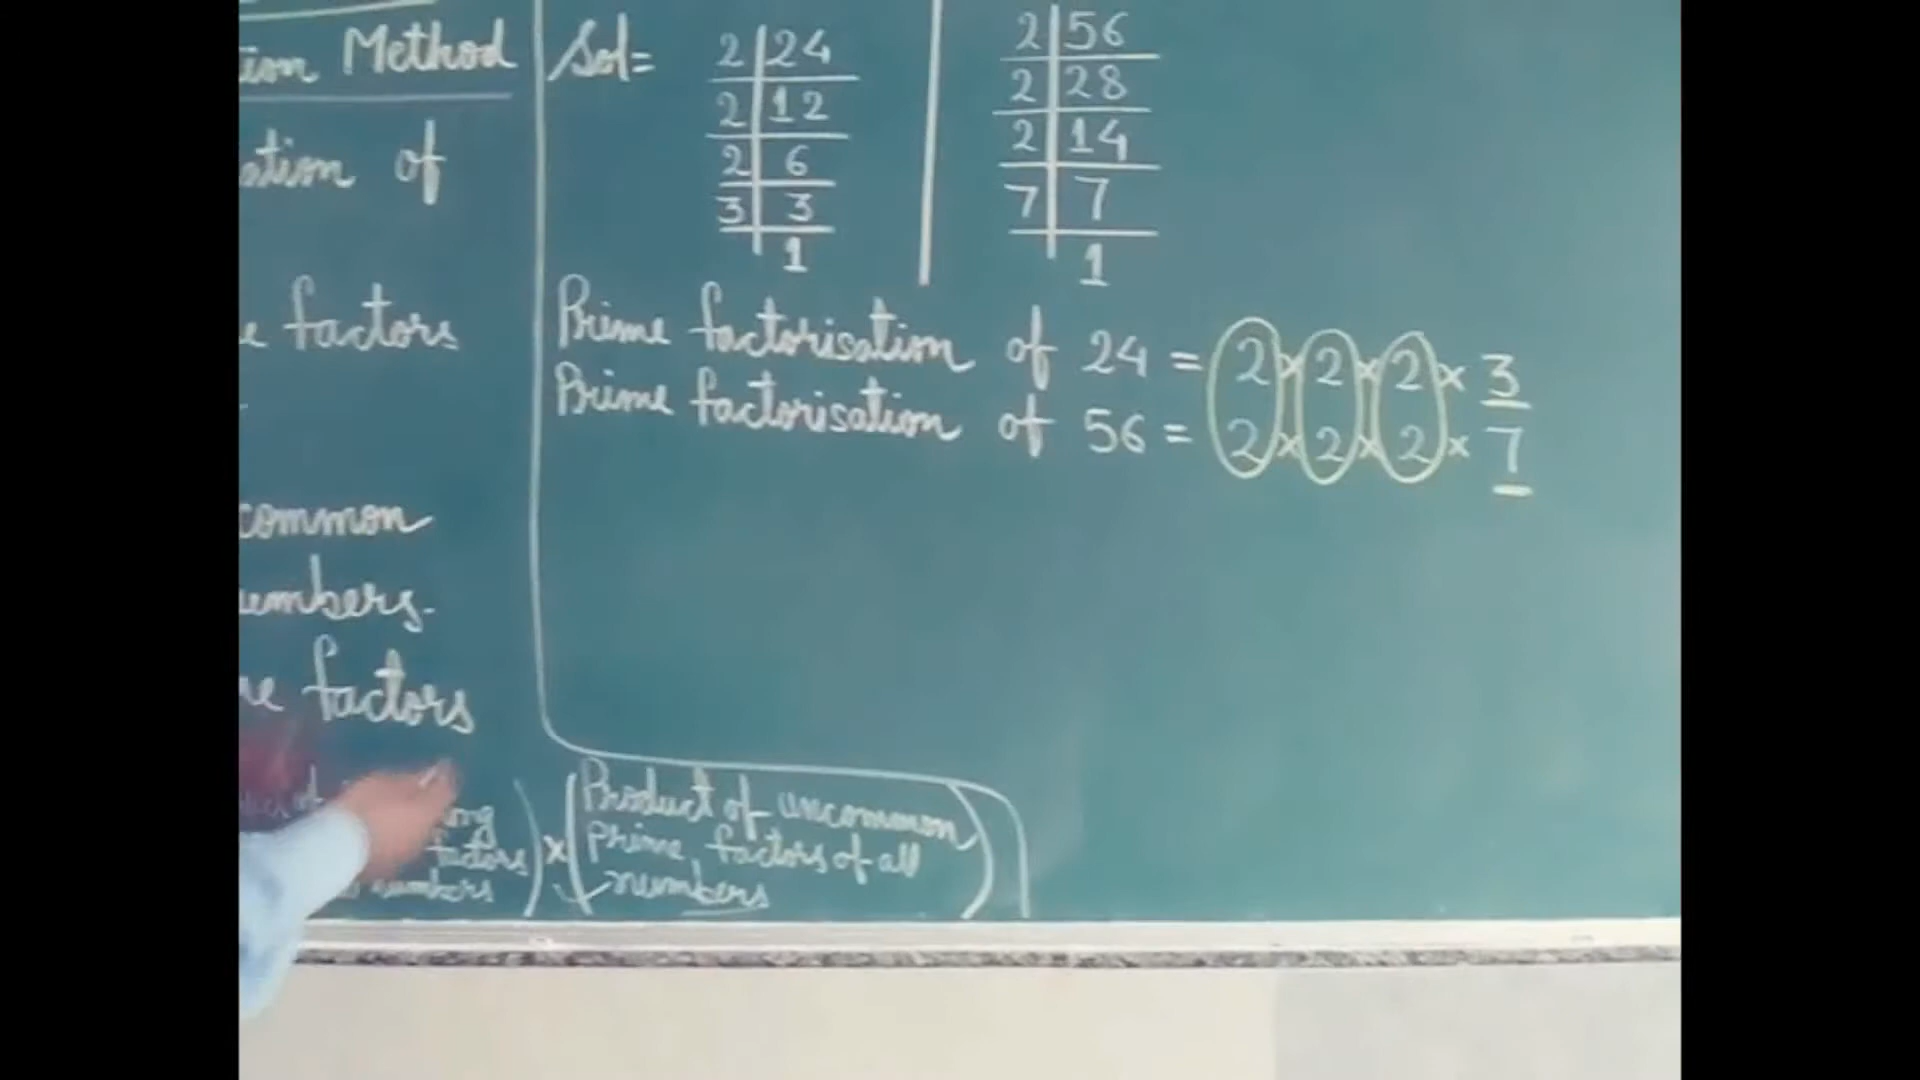 Method
of
factors
common
factors
Sol=
2 | 24
2 | 12
2 | 6
3 | 3
1
2 | 56
2 | 28
2 | 14
7 | 7
1
Prime factorisation of 24 = 2 × 2 × 2 × 3
Prime factorisation of 56 = 2 × 2 × 2 × 7
factors
numbers
) × (
Product of uncommon
prime factors of all
numbers )